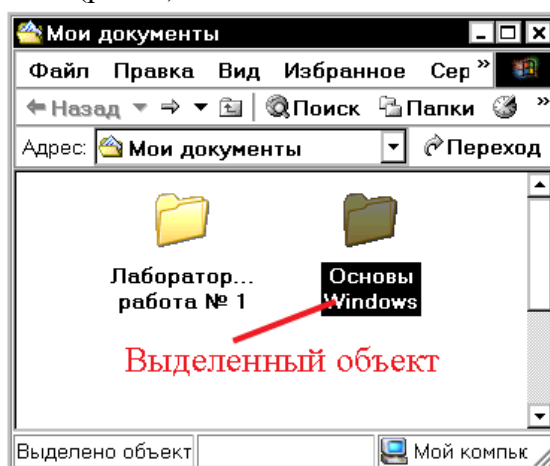 Мои документы
Файл Правка Вид Избранное Сер »
Назад Поиск Папки »
Адрес: Мои документы Переход
Лаборатор... Основы
работа № 1 Windows
Выделенный объект
Выделено объект Мой компьк